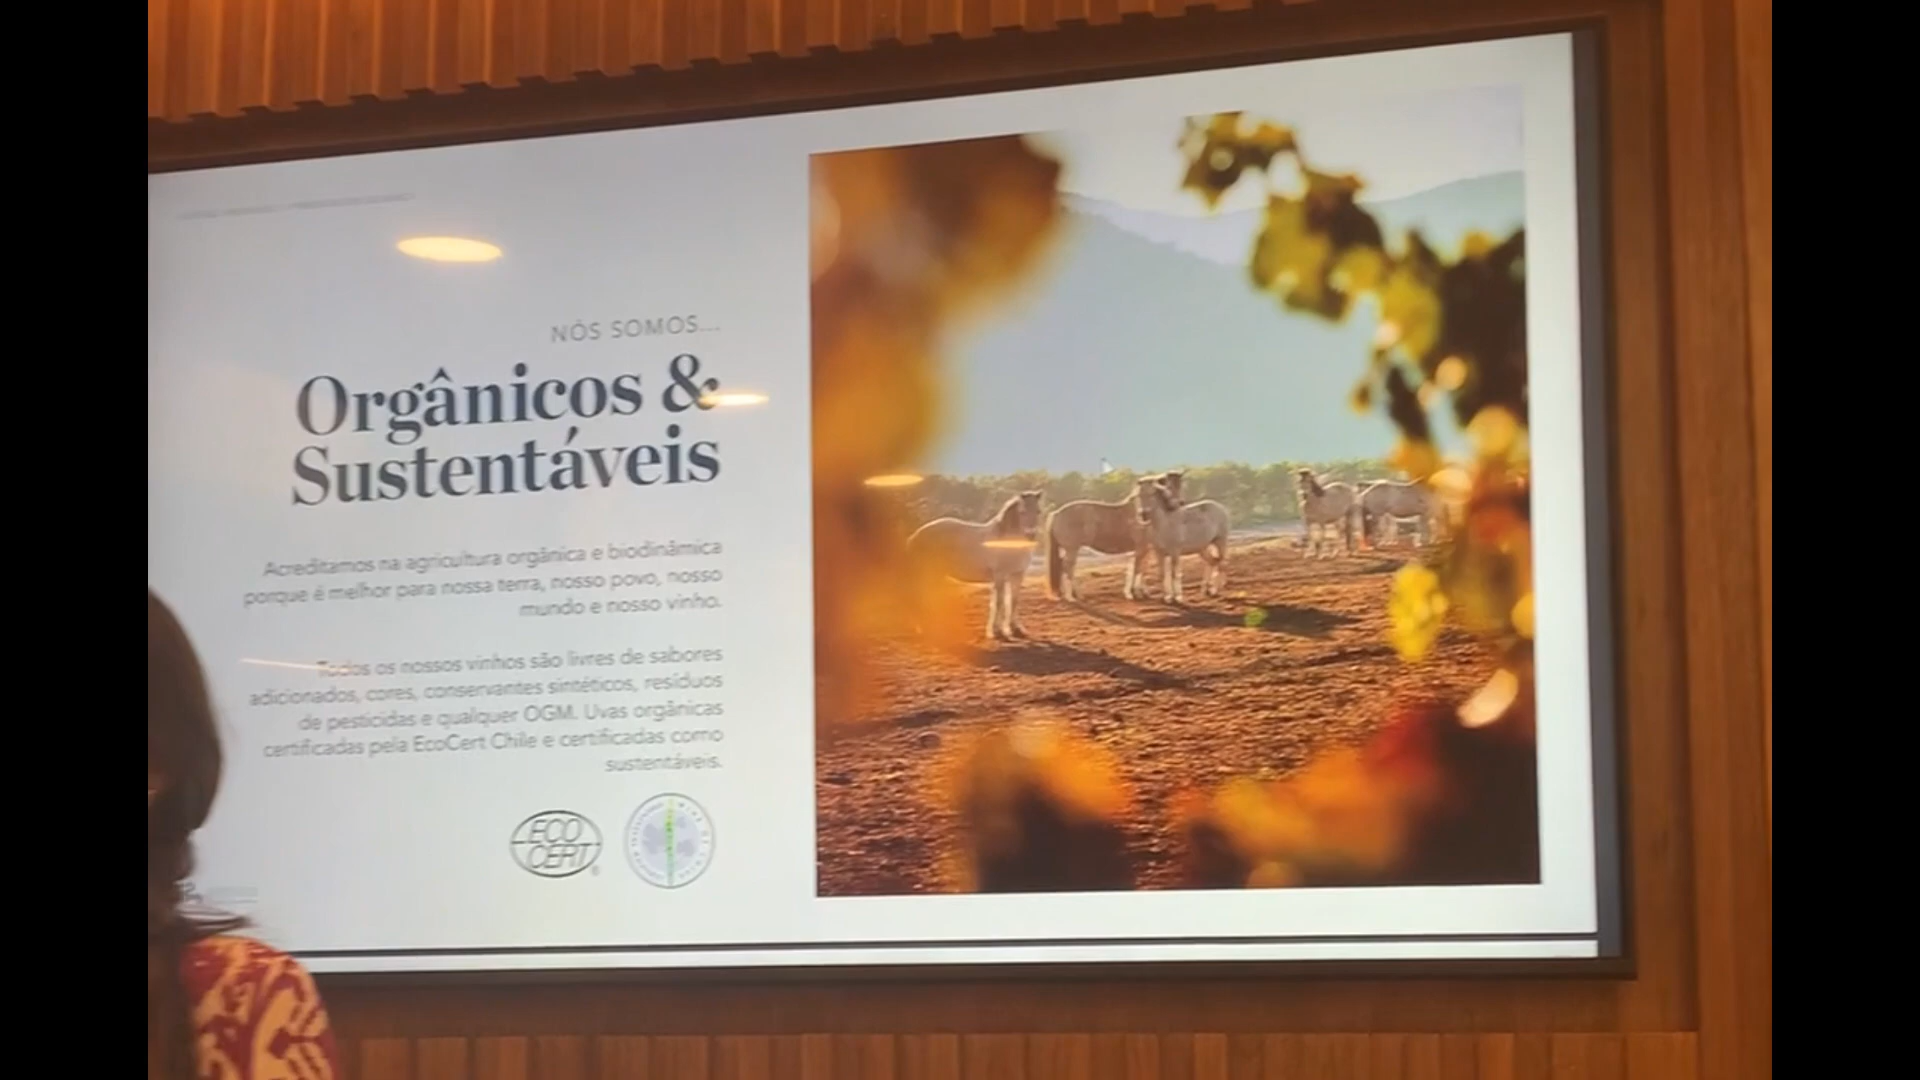 NÓS SOMOS...
Orgânicos &
Sustentáveis
Acreditamos na agricultura orgânica e biodinâmica
porque é melhor para nossa terra, nosso povo, nosso
mundo e nosso vinho.
Todos os nossos vinhos são livres de sabores
adicionados, cores, conservantes sintéticos, resíduos
de pesticidas e qualquer OGM. Uvas orgânicas
certificadas pela EcoCert Chile e certificadas como
sustentáveis.
ECO
CERT
®